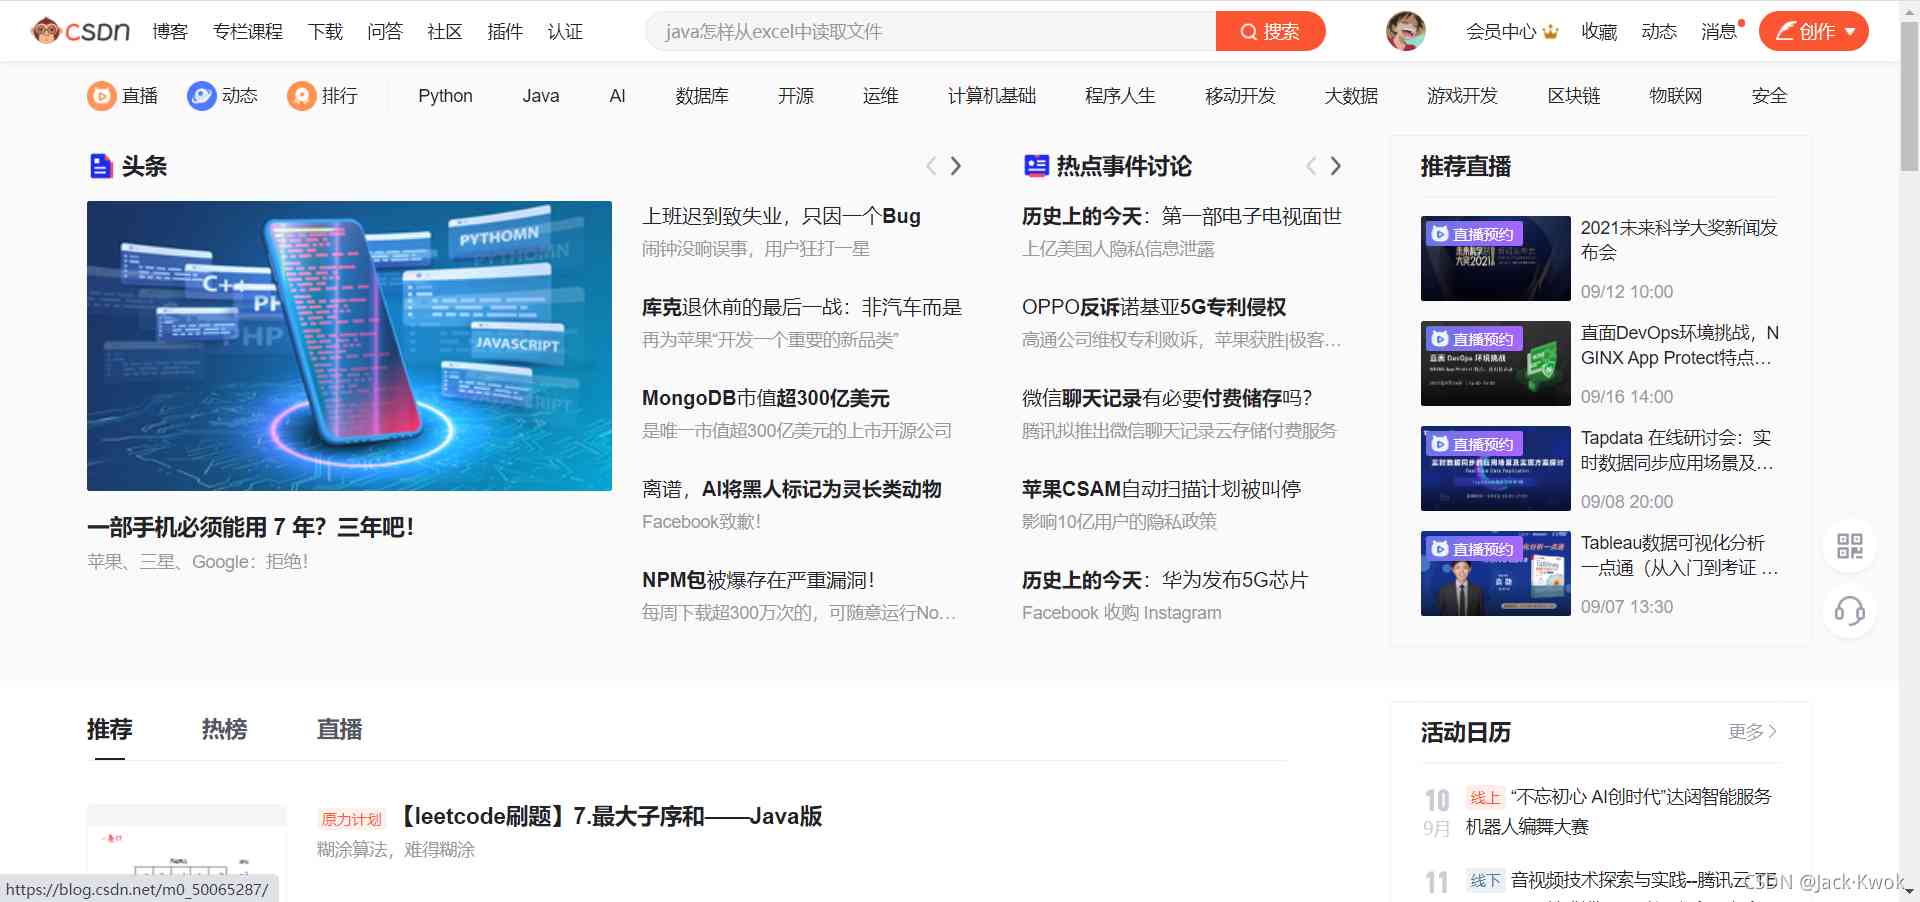 CSDN 博客 专栏课程 下载 问答 社区 插件 认证 java怎样从excel中读取文件 搜索 会员中心 收藏 动态 消息 创作
直播 动态 排行 Python Java AI 数据库 开源 运维 计算机基础 程序人生 移动开发 大数据 游戏开发 区块链 物联网 安全
头条
PYTHOMN
C++
PHP
JAVASCRIPT
一部手机必须能用 7 年？三年吧！
苹果、三星、Google：拒绝！
上班迟到致失业，只因一个Bug
闹钟没响误事，用户狂打一星
库克退休前的最后一战：非汽车而是
再为苹果“开发一个重要的新品类”
MongoDB市值超300亿美元
是唯一市值超300亿美元的上市开源公司
离谱，AI将黑人标记为灵长类动物
Facebook致歉！
NPM包被爆存在严重漏洞！
每周下载超300万次的，可随意运行No...
热点事件讨论
历史上的今天：第一部电子电视面世
上亿美国人隐私信息泄露
OPPO反诉诺基亚5G专利侵权
高通公司维权专利败诉，苹果获胜|极客...
微信聊天记录有必要付费储存吗？
腾讯拟推出微信聊天记录云存储付费服务
苹果CSAM自动扫描计划被叫停
影响10亿用户的隐私政策
历史上的今天：华为发布5G芯片
Facebook 收购 Instagram
推荐直播
直播预约
2021未来科学大奖新闻发
布会
09/12 10:00
直播预约
直面 DevOps 环境挑战
直面DevOps环境挑战，N
GINX App Protect特点...
09/16 14:00
直播预约
实时数据同步的应用场景及实现方案探讨
Tapdata 在线研讨会：实
时数据同步应用场景及...
09/08 20:00
直播预约
Tableau数据可视化分析
一点通（从入门到考证 ...
09/07 13:30
推荐 热榜 直播
原力计划 【leetcode刷题】7.最大子序和——Java版
糊涂算法，难得糊涂
活动日历 更多
10
9月
线上 “不忘初心 AI创时代”达闼智能服务
机器人编舞大赛
11
线下 音视频技术探索与实践--腾讯云 TD
https://blog.csdn.net/m0_50065287/
CSDN @Jack·Kwok